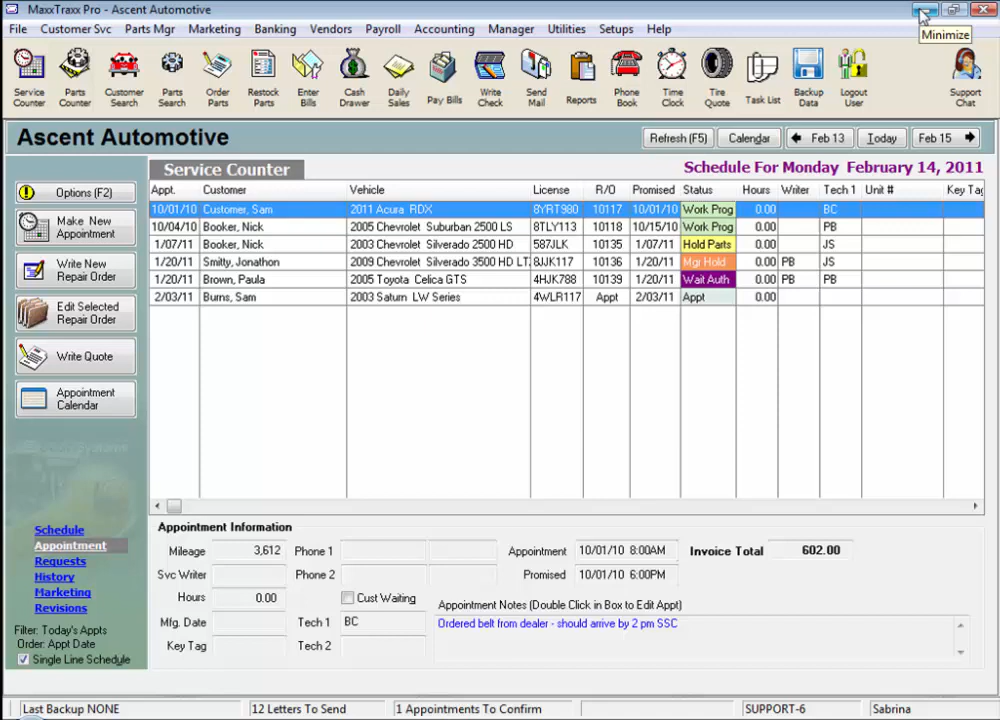 MaxxTraxx Pro - Ascent Automotive
Minimize
File Customer Svc Parts Mgr Marketing Banking Vendors Payroll Accounting Manager Utilities Setups Help
Service Counter
Parts Counter
Customer Search
Parts Search
Order Parts
Restock Parts
Enter Bills
Cash Drawer
Daily Sales
Pay Bills
Write Check
Send Mail
Reports
Phone Book
Time Clock
Tire Quote
Task List
Backup Data
Logout User
Support Chat
Ascent Automotive
Refresh (F5) Calendar Feb 13 Today Feb 15
Service Counter Schedule For Monday February 14, 2011
Appt. Customer Vehicle License R/O Promised Status Hours Writer Tech 1 Unit # Key Tag
10/01/10 Customer, Sam 2011 Acura RDX 8YRT980 10117 10/01/10 Work Prog 0.00 BC
10/04/10 Booker, Nick 2005 Chevrolet Suburban 2500 LS 8TLY113 10118 10/15/10 Work Prog 0.00 PB
1/07/11 Booker, Nick 2003 Chevrolet Silverado 2500 HD 587JLK 10135 1/07/11 Hold Parts 0.00 JS
1/20/11 Smitty, Jonathon 2009 Chevrolet Silverado 3500 HD LT. 8JJK117 10136 1/20/11 Mgr Hold 0.00 PB JS
1/20/11 Brown, Paula 2005 Toyota Celica GTS 4HJK788 10139 1/20/11 Wait Auth 0.00 PB PB
2/03/11 Burns, Sam 2003 Saturn LW Series 4WLR117 Appt 2/03/11 Appt 0.00
Options (F2)
Make New Appointment
Write New Repair Order
Edit Selected Repair Order
Write Quote
Appointment Calendar
Schedule
Appointment
Requests
History
Marketing
Revisions
Filter: Today's Appts
Order: Appt Date
Single Line Schedule
Appointment Information
Mileage 3,612 Phone 1 Appointment 10/01/10 8:00AM Invoice Total 602.00
Svc Writer Phone 2 Promised 10/01/10 6:00PM
Hours 0.00 Cust Waiting Appointment Notes (Double Click in Box to Edit Appt)
Mfg. Date Tech 1 BC Ordered belt from dealer - should arrive by 2 pm SSC
Key Tag Tech 2
Last Backup NONE 12 Letters To Send 1 Appointments To Confirm SUPPORT-6 Sabrina